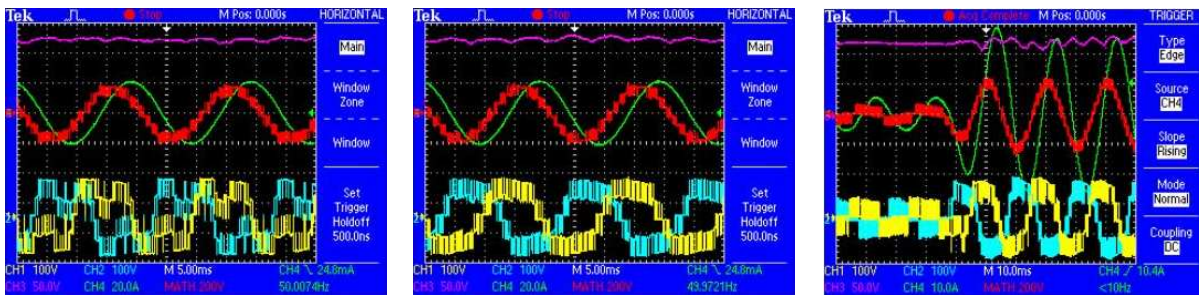 Tek Stop M Pos: 0.000s HORIZONTAL
Main
Window
Zone
Window
Set
Trigger
Holdoff
500.0ns
CH1 100V CH2 100V M 5.00ms CH4 \ 24.8mA
CH3 50.0V CH4 20.0A MATH 200V 50.0074Hz
Tek Stop M Pos: 0.000s HORIZONTAL
Main
Window
Zone
Window
Set
Trigger
Holdoff
500.0ns
CH1 100V CH2 100V M 5.00ms CH4 \ 24.8mA
CH3 50.0V CH4 20.0A MATH 200V 49.9721Hz
Tek Acq Complete M Pos: 0.000s TRIGGER
Type
Edge
Source
CH4
Slope
Rising
Mode
Normal
Coupling
DC
CH1 100V CH2 100V M 10.0ms CH4 / 10.4A
CH3 50.0V CH4 10.0A MATH 200V <10Hz